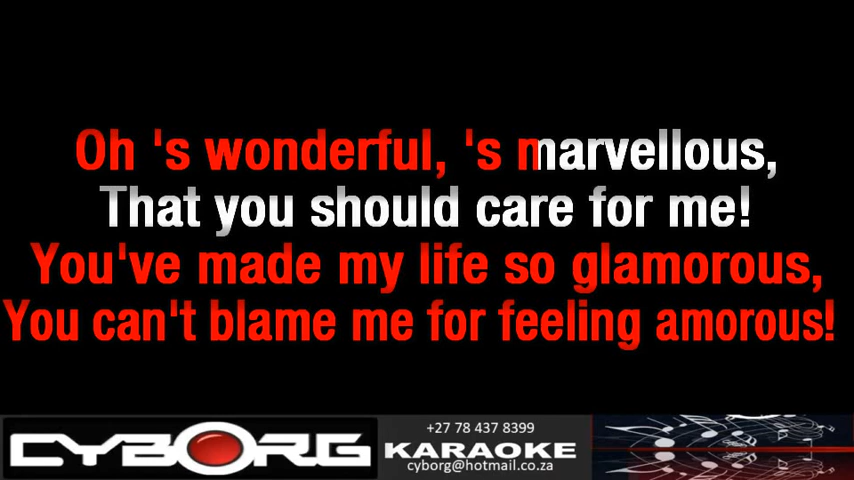 Oh 's wonderful, 's marvellous,
That you should care for me!
You've made my life so glamorous,
You can't blame me for feeling amorous!
CYBORG
+27 78 437 8399
KARAOKE
cyborg@hotmail.co.za